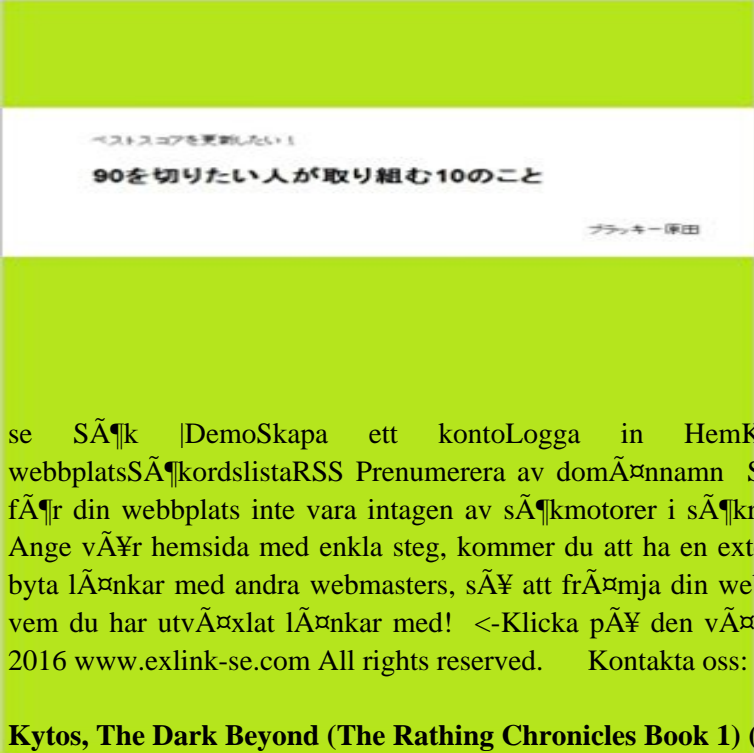 ベストスコアを更新したい！
90を切りたい人が取り組む10のこと
ブラッキー原田
se SÃ¶k |DemoSkapa ett kontoLogga in HemK
webbplatsSÃ¶kordslistaRSS Prenumerera av domÃ¤nnamn S
fÃ¶r din webbplats inte vara intagen av sÃ¶kmotorer i sÃ¶kr
Ange vÃ¥r hemsida med enkla steg, kommer du att ha en ext
byta lÃ¤nkar med andra webmasters, sÃ¥ att frÃ¤mja din we
vem du har utvÃ¤xlat lÃ¤nkar med! <-Klicka pÃ¥ den vÃ¤
2016 www.exlink-se.com All rights reserved. Kontakta oss:
Kytos, The Dark Beyond (The Rathing Chronicles Book 1)